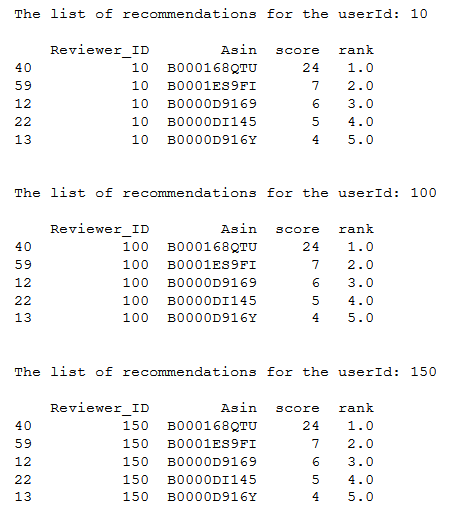 The list of recommendations for the userId: 10
Reviewer_ID Asin score rank
40 10 B000168QTU 24 1.0
59 10 B0001ES9FI 7 2.0
12 10 B0000D9169 6 3.0
22 10 B0000DI145 5 4.0
13 10 B0000D916Y 4 5.0
The list of recommendations for the userId: 100
Reviewer_ID Asin score rank
40 100 B000168QTU 24 1.0
59 100 B0001ES9FI 7 2.0
12 100 B0000D9169 6 3.0
22 100 B0000DI145 5 4.0
13 100 B0000D916Y 4 5.0
The list of recommendations for the userId: 150
Reviewer_ID Asin score rank
40 150 B000168QTU 24 1.0
59 150 B0001ES9FI 7 2.0
12 150 B0000D9169 6 3.0
22 150 B0000DI145 5 4.0
13 150 B0000D916Y 4 5.0